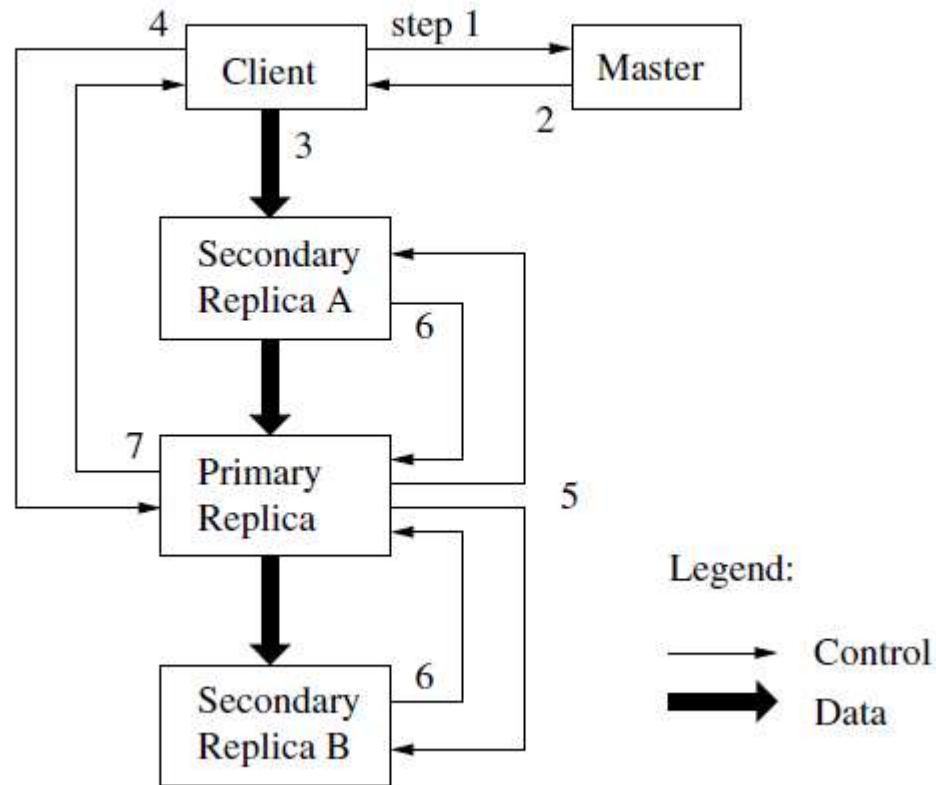 4
step 1
Client
Master
2
3
Secondary
Replica A
6
7
Primary
Replica
5
Legend:
Control
6
Secondary
Replica B
Data